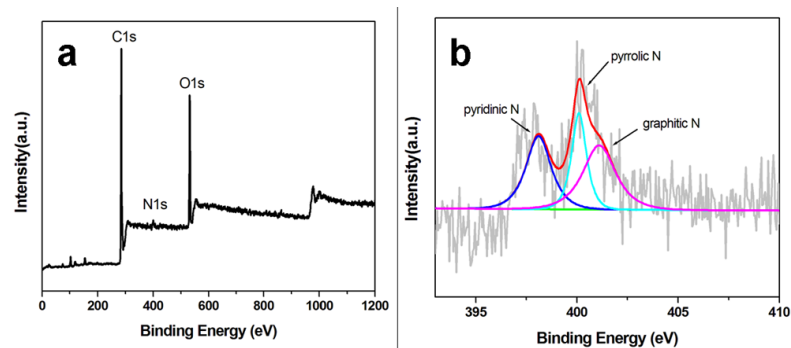 a
C1s
O1s
N1s
Intensity(a.u.)
0 200 400 600 800 1000 1200
Binding Energy (eV)
b
pyrrolic N
pyridinic N
graphitic N
Intensity(a.u.)
395 400 405 410
Binding Energy (eV)